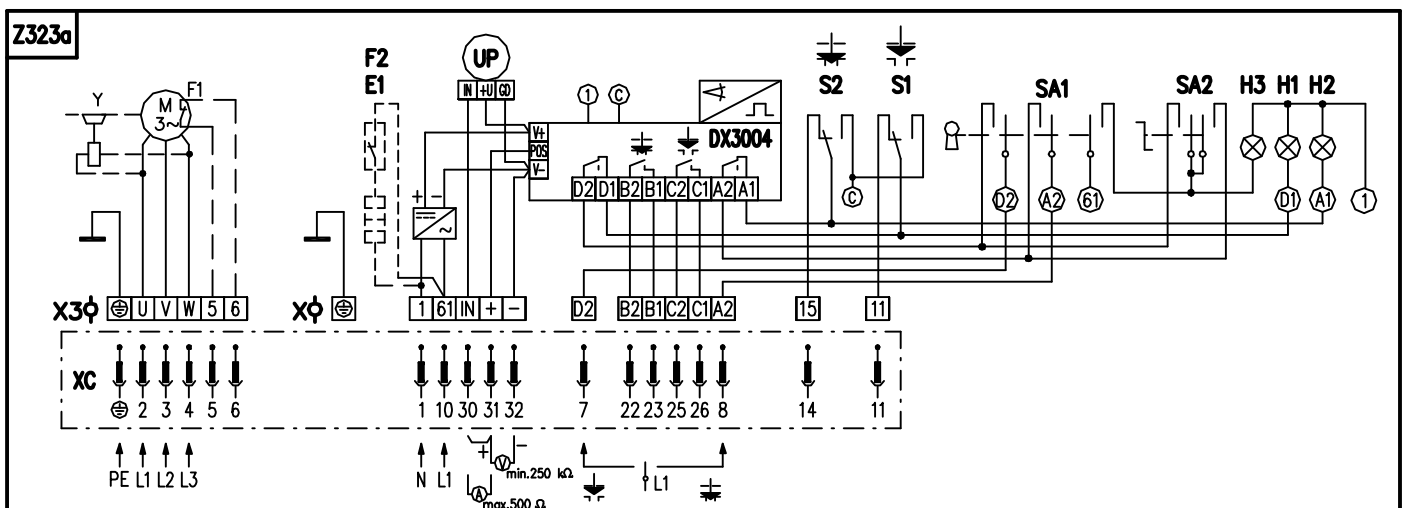 Z323a
F2
E1
UP
IN +U GD
1 C
S2 S1
SA1
SA2 H3 H1 H2
Y
F1
M
3~
V+
POS
V-
DX3004
D2 D1 B2 B1 C2 C1 A2 A1
+ -
~
C
D2 A2 61 D1 A1 1
X3 U V W 5 6
X
1 61 IN + -
D2 B2 B1 C2 C1 A2 15 11
XC
2 3 4 5 6 1 10 30 31 32 7 22 23 25 26 8 14 11
PE L1 L2 L3 N L1
+ -
V
min.250 kΩ
A
max.500 Ω
L1